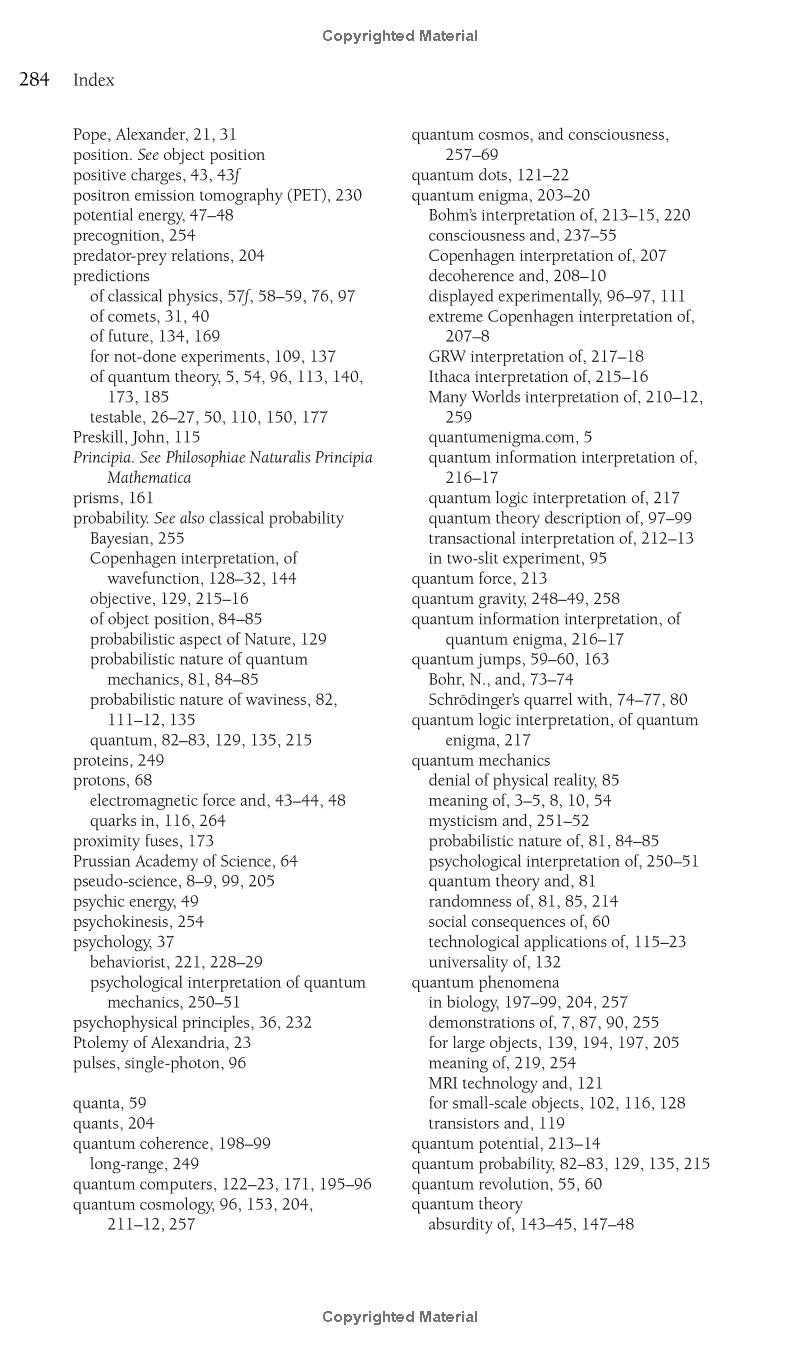 Copyrighted Material
284 Index
Pope, Alexander, 21, 31
position. See object position
positive charges, 43, 43f
positron emission tomography (PET), 230
potential energy, 47–48
precognition, 254
predator-prey relations, 204
predictions
of classical physics, 57f, 58–59, 76, 97
of comets, 31, 40
of future, 134, 169
for not-done experiments, 109, 137
of quantum theory, 5, 54, 96, 113, 140,
173, 185
testable, 26–27, 50, 110, 150, 177
Preskill, John, 115
Principia. See Philosophiae Naturalis Principia
Mathematica
prisms, 161
probability. See also classical probability
Bayesian, 255
Copenhagen interpretation, of
wavefunction, 128–32, 144
objective, 129, 215–16
of object position, 84–85
probabilistic aspect of Nature, 129
probabilistic nature of quantum
mechanics, 81, 84–85
probabilistic nature of waviness, 82,
111–12, 135
quantum, 82–83, 129, 135, 215
proteins, 249
protons, 68
electromagnetic force and, 43–44, 48
quarks in, 116, 264
proximity fuses, 173
Prussian Academy of Science, 64
pseudo-science, 8–9, 99, 205
psychic energy, 49
psychokinesis, 254
psychology, 37
behaviorist, 221, 228–29
psychological interpretation of quantum
mechanics, 250–51
psychophysical principles, 36, 232
Ptolemy of Alexandria, 23
pulses, single-photon, 96
quanta, 59
quants, 204
quantum coherence, 198–99
long-range, 249
quantum computers, 122–23, 171, 195–96
quantum cosmology, 96, 153, 204,
211–12, 257
quantum cosmos, and consciousness,
257–69
quantum dots, 121–22
quantum enigma, 203–20
Bohm's interpretation of, 213–15, 220
consciousness and, 237–55
Copenhagen interpretation of, 207
decoherence and, 208–10
displayed experimentally, 96–97, 111
extreme Copenhagen interpretation of,
207–8
GRW interpretation of, 217–18
Ithaca interpretation of, 215–16
Many Worlds interpretation of, 210–12,
259
quantumenigma.com, 5
quantum information interpretation of,
216–17
quantum logic interpretation of, 217
quantum theory description of, 97–99
transactional interpretation of, 212–13
in two-slit experiment, 95
quantum force, 213
quantum gravity, 248–49, 258
quantum information interpretation, of
quantum enigma, 216–17
quantum jumps, 59–60, 163
Bohr, N., and, 73–74
Schrödinger's quarrel with, 74–77, 80
quantum logic interpretation, of quantum
enigma, 217
quantum mechanics
denial of physical reality, 85
meaning of, 3–5, 8, 10, 54
mysticism and, 251–52
probabilistic nature of, 81, 84–85
psychological interpretation of, 250–51
quantum theory and, 81
randomness of, 81, 85, 214
social consequences of, 60
technological applications of, 115–23
universality of, 132
quantum phenomena
in biology, 197–99, 204, 257
demonstrations of, 7, 87, 90, 255
for large objects, 139, 194, 197, 205
meaning of, 219, 254
MRI technology and, 121
for small-scale objects, 102, 116, 128
transistors and, 119
quantum potential, 213–14
quantum probability, 82–83, 129, 135, 215
quantum revolution, 55, 60
quantum theory
absurdity of, 143–45, 147–48
Copyrighted Material